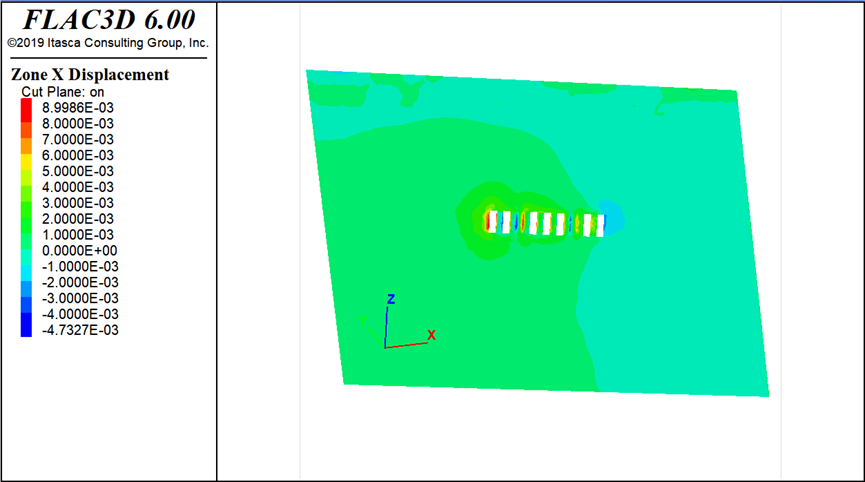 FLAC3D 6.00
©2019 Itasca Consulting Group, Inc.
Zone X Displacement
Cut Plane: on
8.9986E-03
8.0000E-03
7.0000E-03
6.0000E-03
5.0000E-03
4.0000E-03
3.0000E-03
2.0000E-03
1.0000E-03
0.0000E+00
-1.0000E-03
-2.0000E-03
-3.0000E-03
-4.0000E-03
-4.7327E-03
Z
X